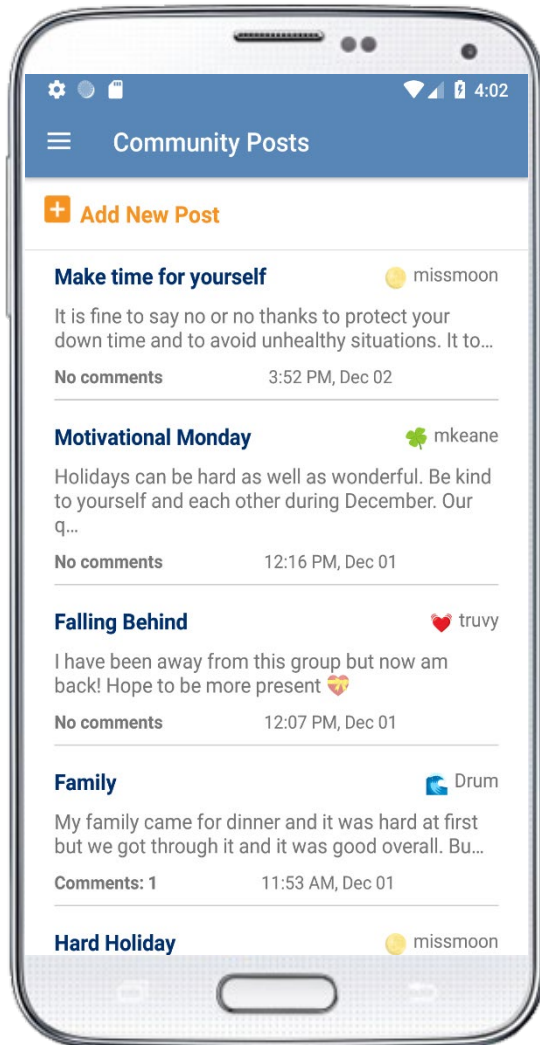 4:02
Community Posts
Add New Post
Make time for yourself missmoon
It is fine to say no or no thanks to protect your
down time and to avoid unhealthy situations. It to...
No comments 3:52 PM, Dec 02
Motivational Monday mkeane
Holidays can be hard as well as wonderful. Be kind
to yourself and each other during December. Our
q...
No comments 12:16 PM, Dec 01
Falling Behind truvy
I have been away from this group but now am
back! Hope to be more present 💝
No comments 12:07 PM, Dec 01
Family Drum
My family came for dinner and it was hard at first
but we got through it and it was good overall. Bu...
Comments: 1 11:53 AM, Dec 01
Hard Holiday missmoon